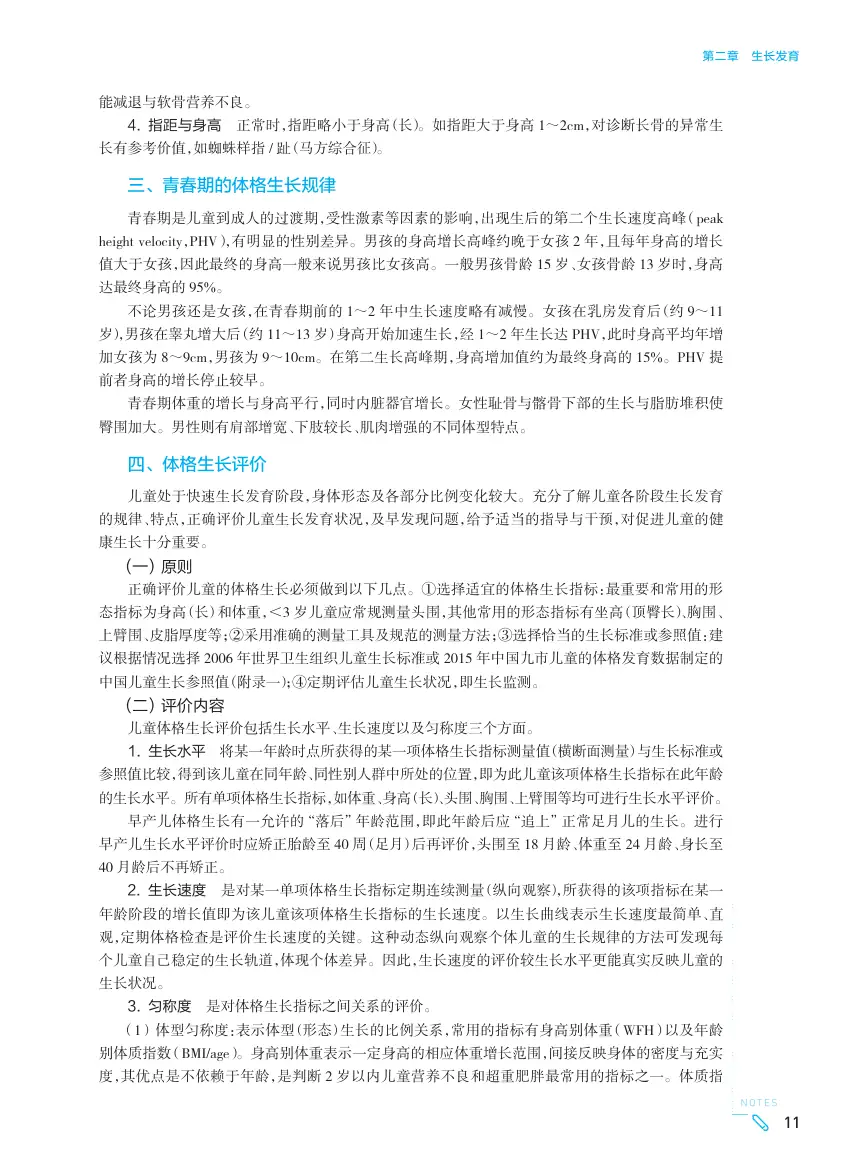 第二章　生长发育
能减退与软骨营养不良。
4. 指距与身高　正常时,指距略小于身高(长)。如指距大于身高 1～2cm,对诊断长骨的异常生
长有参考价值,如蜘蛛样指 / 趾(马方综合征)。
三、青春期的体格生长规律
青春期是儿童到成人的过渡期,受性激素等因素的影响,出现生后的第二个生长速度高峰(peak
height velocity,PHV),有明显的性别差异。男孩的身高增长高峰约晚于女孩 2 年,且每年身高的增长
值大于女孩,因此最终的身高一般来说男孩比女孩高。一般男孩骨龄 15 岁、女孩骨龄 13 岁时,身高
达最终身高的 95%。
不论男孩还是女孩,在青春期前的 1～2 年中生长速度略有减慢。女孩在乳房发育后(约 9～11
岁),男孩在睾丸增大后(约 11～13 岁)身高开始加速生长,经 1～2 年生长达 PHV,此时身高平均年增
加女孩为 8～9cm,男孩为 9～10cm。在第二生长高峰期,身高增加值约为最终身高的 15%。PHV 提
前者身高的增长停止较早。
青春期体重的增长与身高平行,同时内脏器官增长。女性耻骨与髂骨下部的生长与脂肪堆积使
臀围加大。男性则有肩部增宽、下肢较长、肌肉增强的不同体型特点。
四、体格生长评价
儿童处于快速生长发育阶段,身体形态及各部分比例变化较大。充分了解儿童各阶段生长发育
的规律、特点,正确评价儿童生长发育状况,及早发现问题,给予适当的指导与干预,对促进儿童的健
康生长十分重要。
(一) 原则
正确评价儿童的体格生长必须做到以下几点。①选择适宜的体格生长指标:最重要和常用的形
态指标为身高(长)和体重,<3 岁儿童应常规测量头围,其他常用的形态指标有坐高(顶臀长)、胸围、
上臂围、皮脂厚度等;②采用准确的测量工具及规范的测量方法;③选择恰当的生长标准或参照值:建
议根据情况选择 2006 年世界卫生组织儿童生长标准或 2015 年中国九市儿童的体格发育数据制定的
中国儿童生长参照值(附录一);④定期评估儿童生长状况,即生长监测。
(二) 评价内容
儿童体格生长评价包括生长水平、生长速度以及匀称度三个方面。
1. 生长水平　将某一年龄时点所获得的某一项体格生长指标测量值(横断面测量)与生长标准或
参照值比较,得到该儿童在同年龄、同性别人群中所处的位置,即为此儿童该项体格生长指标在此年龄
的生长水平。所有单项体格生长指标,如体重、身高(长)、头围、胸围、上臂围等均可进行生长水平评价。
早产儿体格生长有一允许的“落后”年龄范围,即此年龄后应“追上”正常足月儿的生长。进行
早产儿生长水平评价时应矫正胎龄至 40 周(足月)后再评价,头围至 18 月龄、体重至 24 月龄、身长至
40 月龄后不再矫正。
2. 生长速度　是对某一单项体格生长指标定期连续测量(纵向观察),所获得的该项指标在某一
年龄阶段的增长值即为该儿童该项体格生长指标的生长速度。以生长曲线表示生长速度最简单、直
观,定期体格检查是评价生长速度的关键。这种动态纵向观察个体儿童的生长规律的方法可发现每
个儿童自己稳定的生长轨道,体现个体差异。因此,生长速度的评价较生长水平更能真实反映儿童的
生长状况。
3. 匀称度　是对体格生长指标之间关系的评价。
(1) 体型匀称度:表示体型(形态)生长的比例关系,常用的指标有身高别体重(WFH)以及年龄
别体质指数(BMI/age)。身高别体重表示一定身高的相应体重增长范围,间接反映身体的密度与充实
度,其优点是不依赖于年龄,是判断 2 岁以内儿童营养不良和超重肥胖最常用的指标之一。体质指
NOTES
11